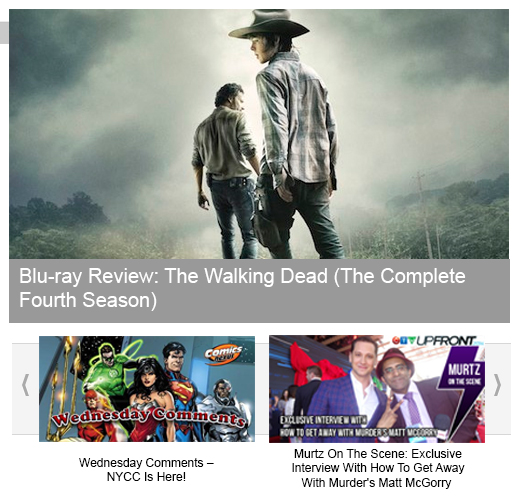 Blu-ray Review: The Walking Dead (The Complete
Fourth Season)
Comics
Wednesday Comments
UPFRONT
MURTZ
ON THE SCENE
EXCLUSIVE INTERVIEW WITH
HOW TO GET AWAY WITH MURDER'S MATT MCGORRY
Wednesday Comments –
NYCC Is Here!
Murtz On The Scene: Exclusive
Interview With How To Get Away
With Murder's Matt McGorry